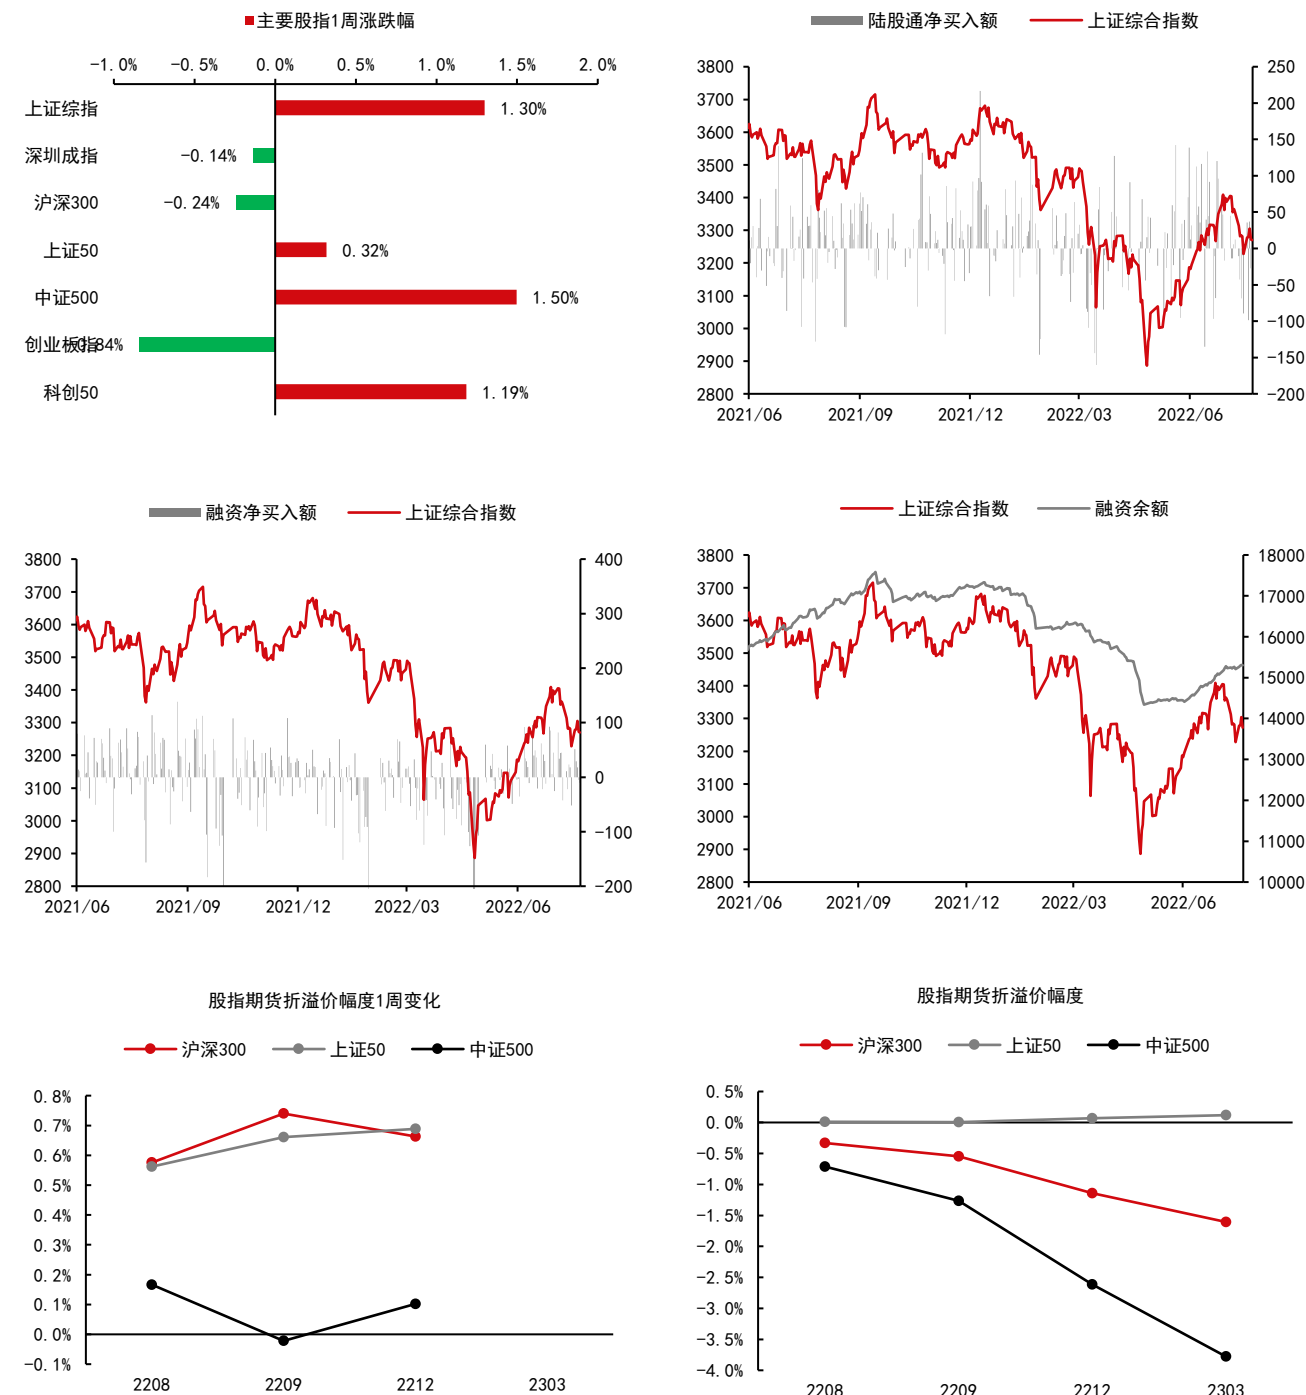 主要股指1周涨跌幅
-1.0% -0.5% 0.0% 0.5% 1.0% 1.5% 2.0%
上证综指 1.30%
深圳成指 -0.14%
沪深300 -0.24%
上证50 0.32%
中证500 1.50%
创业板指 -0.84%
科创50 1.19%
陆股通净买入额 上证综合指数
3800 250
3700 200
3600 150
3500 100
3400 50
3300 0
3200 -50
3100 -100
3000 -150
2900 -200
2800
2021/06 2021/09 2021/12 2022/03 2022/06
融资净买入额 上证综合指数
3800 400
3700 300
3600 200
3500 100
3400 0
3300 -100
3200 -200
3100
3000
2900
2800
2021/06 2021/09 2021/12 2022/03 2022/06
上证综合指数 融资余额
3800 18000
3700 17000
3600 16000
3500 15000
3400 14000
3300 13000
3200 12000
3100 11000
3000 10000
2900
2800
2021/06 2021/09 2021/12 2022/03 2022/06
股指期货折溢价幅度1周变化
沪深300 上证50 中证500
0.8%
0.7%
0.6%
0.5%
0.4%
0.3%
0.2%
0.1%
0.0%
-0.1%
2208 2209 2212 2303
股指期货折溢价幅度
沪深300 上证50 中证500
0.5%
0.0%
-0.5%
-1.0%
-1.5%
-2.0%
-2.5%
-3.0%
-3.5%
-4.0%
2208 2209 2212 2303